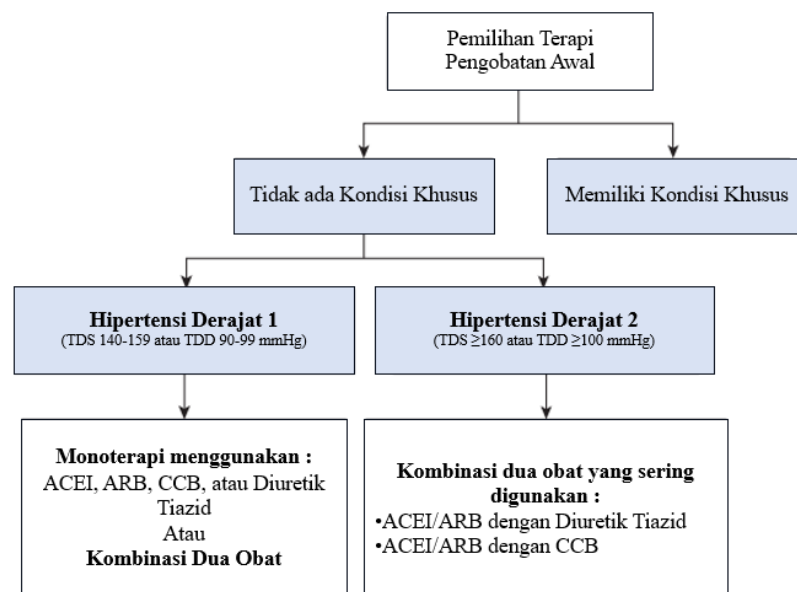 Pemilihan Terapi
Pengobatan Awal
Tidak ada Kondisi Khusus
Memiliki Kondisi Khusus
Hipertensi Derajat 1
(TDS 140-159 atau TDD 90-99 mmHg)
Hipertensi Derajat 2
(TDS ≥160 atau TDD ≥100 mmHg)
Monoterapi menggunakan :
ACEI, ARB, CCB, atau Diuretik
Tiazid
Atau
Kombinasi Dua Obat
Kombinasi dua obat yang sering
digunakan :
•ACEI/ARB dengan Diuretik Tiazid
•ACEI/ARB dengan CCB